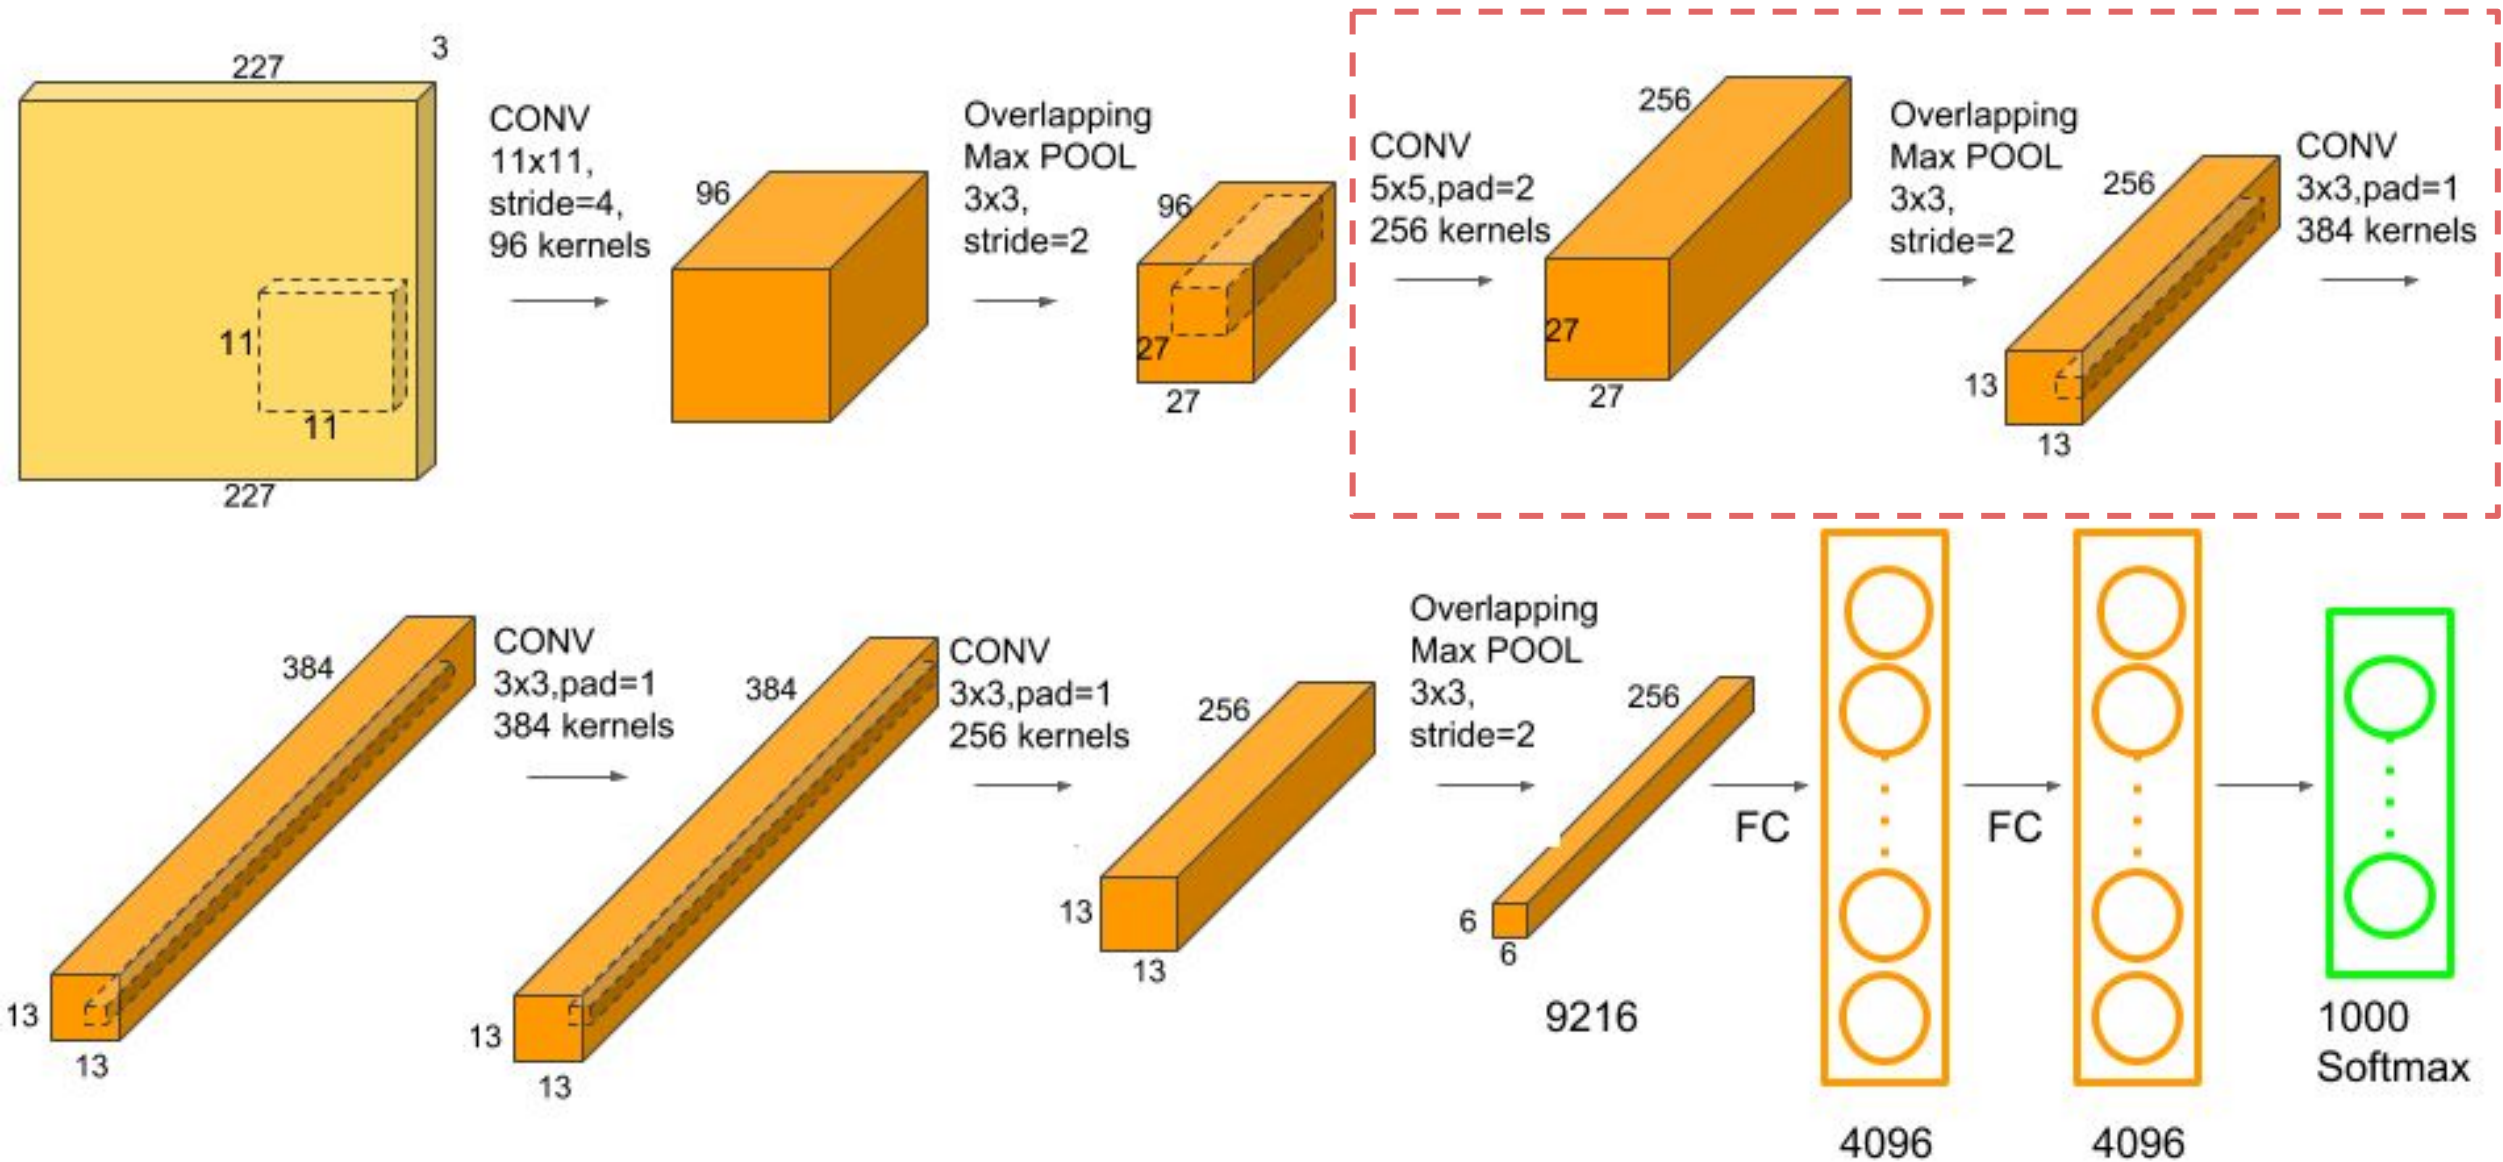 227
3
11
11
227
CONV
11x11,
stride=4,
96 kernels
96
Overlapping
Max POOL
3x3,
stride=2
96
27
27
CONV
5x5,pad=2
256 kernels
256
27
27
Overlapping
Max POOL
3x3,
stride=2
256
13
13
CONV
3x3,pad=1
384 kernels
384
13
13
CONV
3x3,pad=1
384 kernels
384
13
13
CONV
3x3,pad=1
256 kernels
256
13
13
Overlapping
Max POOL
3x3,
stride=2
256
6
6
9216
FC
4096
FC
4096
1000
Softmax